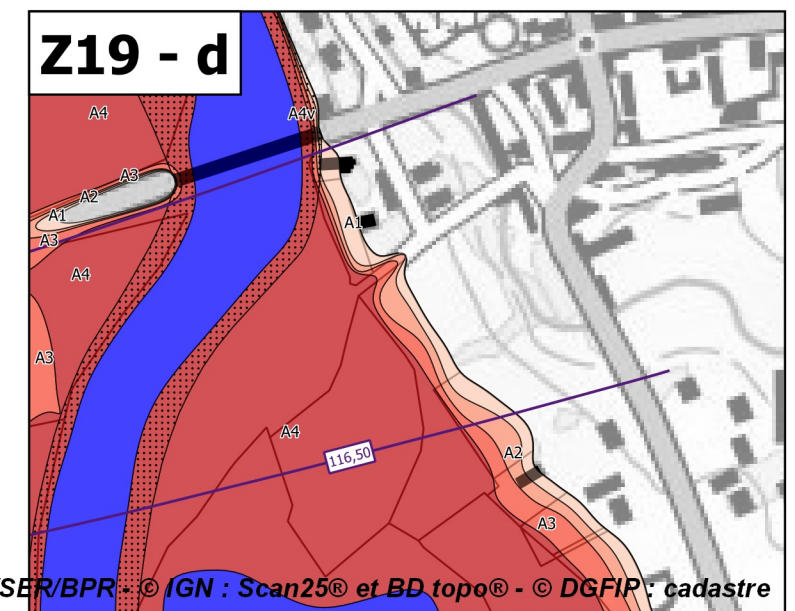 Z19 - d
A4
A4v
A3
A2
A1
A3
A1
A4
A3
A4
116,50
A2
A3
/SER/BPR - © IGN : Scan25® et BD topo® - © DGFIP : cadastre